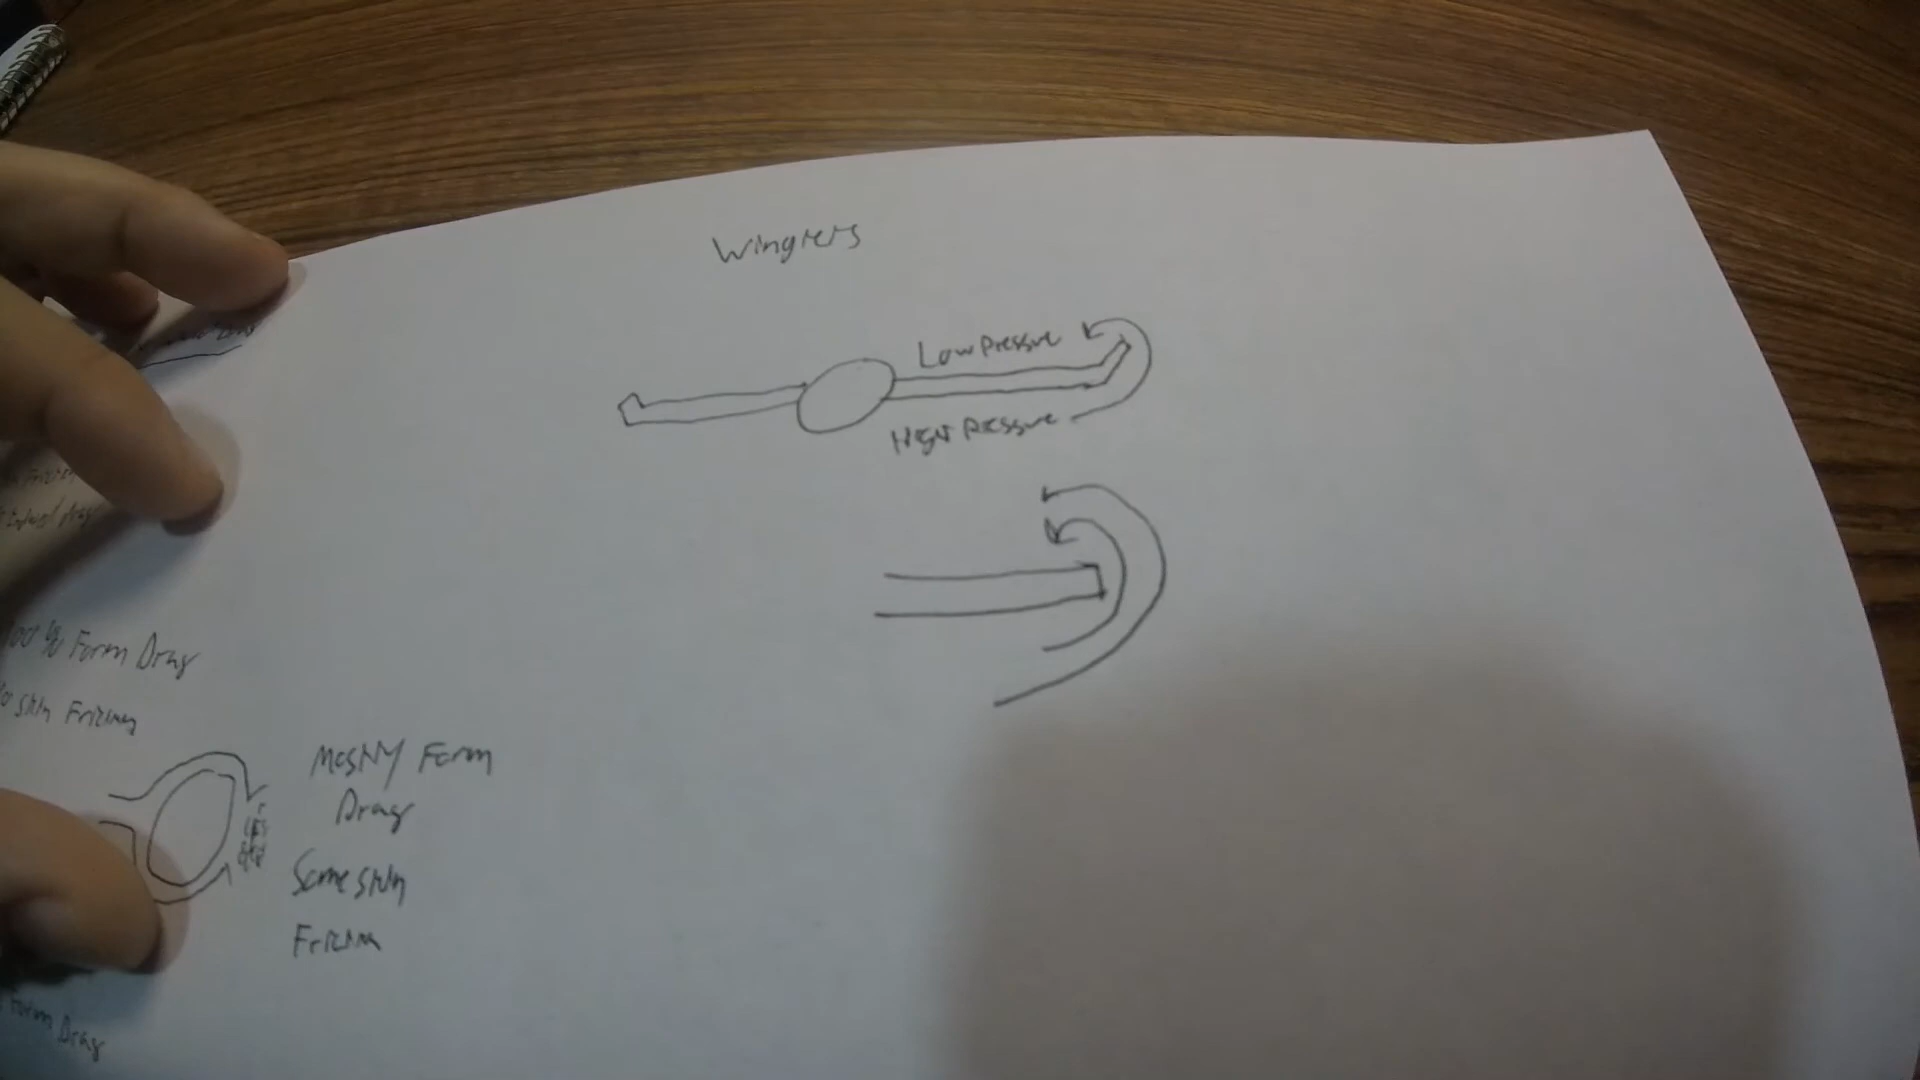 Winglets
Low Pressure
High Pressure
Form Drag
Skin Friction
Mostly Form
Drag
Some skin
Friction
Form Drag